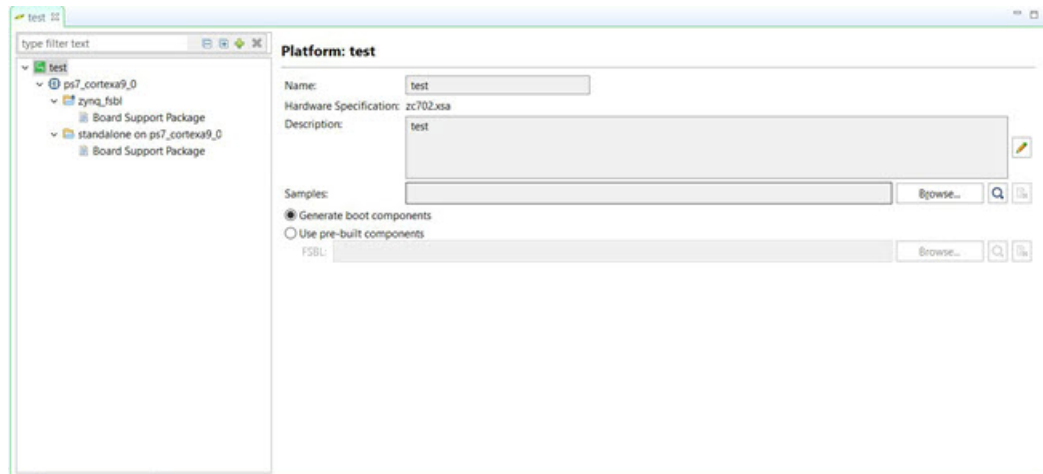 test
type filter text
test
ps7_cortexa9_0
zynq_fsbl
Board Support Package
standalone on ps7_cortexa9_0
Board Support Package
Platform: test
Name: test
Hardware Specification: zc702.xsa
Description: test
Samples: Browse...
Generate boot components
Use pre-built components
FSBL: Browse...